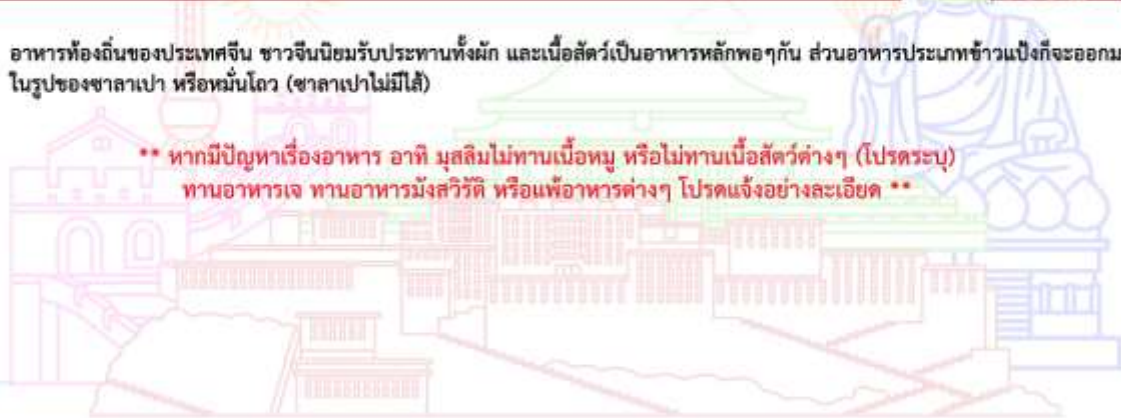 อาหารท้องถิ่นของประเทศจีน ชาวจีนนิยมรับประทานทั้งผัก และเนื้อสัตว์เป็นอาหารหลักพอๆกัน ส่วนอาหารประเภทข้าวแป้งก็จะออกม
ในรูปของซาลาเปา หรือหมั่นโถว (ซาลาเปาไม่มีไส้)
** หากมีปัญหาเรื่องอาหาร อาทิ มุสลิมไม่ทานเนื้อหมู หรือไม่ทานเนื้อสัตว์ต่างๆ (โปรดระบุ)
ทานอาหารเจ ทานอาหารมังสวิรัติ หรือแพ้อาหารต่างๆ โปรดแจ้งอย่างละเอียด **